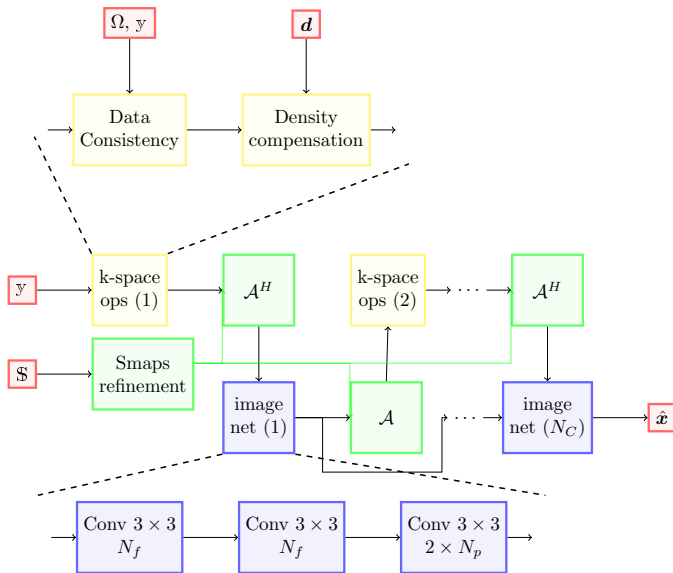 Ω, 𝕪
𝒅
Data
Consistency
Density
compensation
𝕪
k-space
ops (1)
𝒜^H
k-space
ops (2)
···
𝒜^H
𝕊
Smaps
refinement
image
net (1)
𝒜
···
image
net (N_C)
x̂
Conv 3 × 3
N_f
Conv 3 × 3
N_f
Conv 3 × 3
2 × N_p